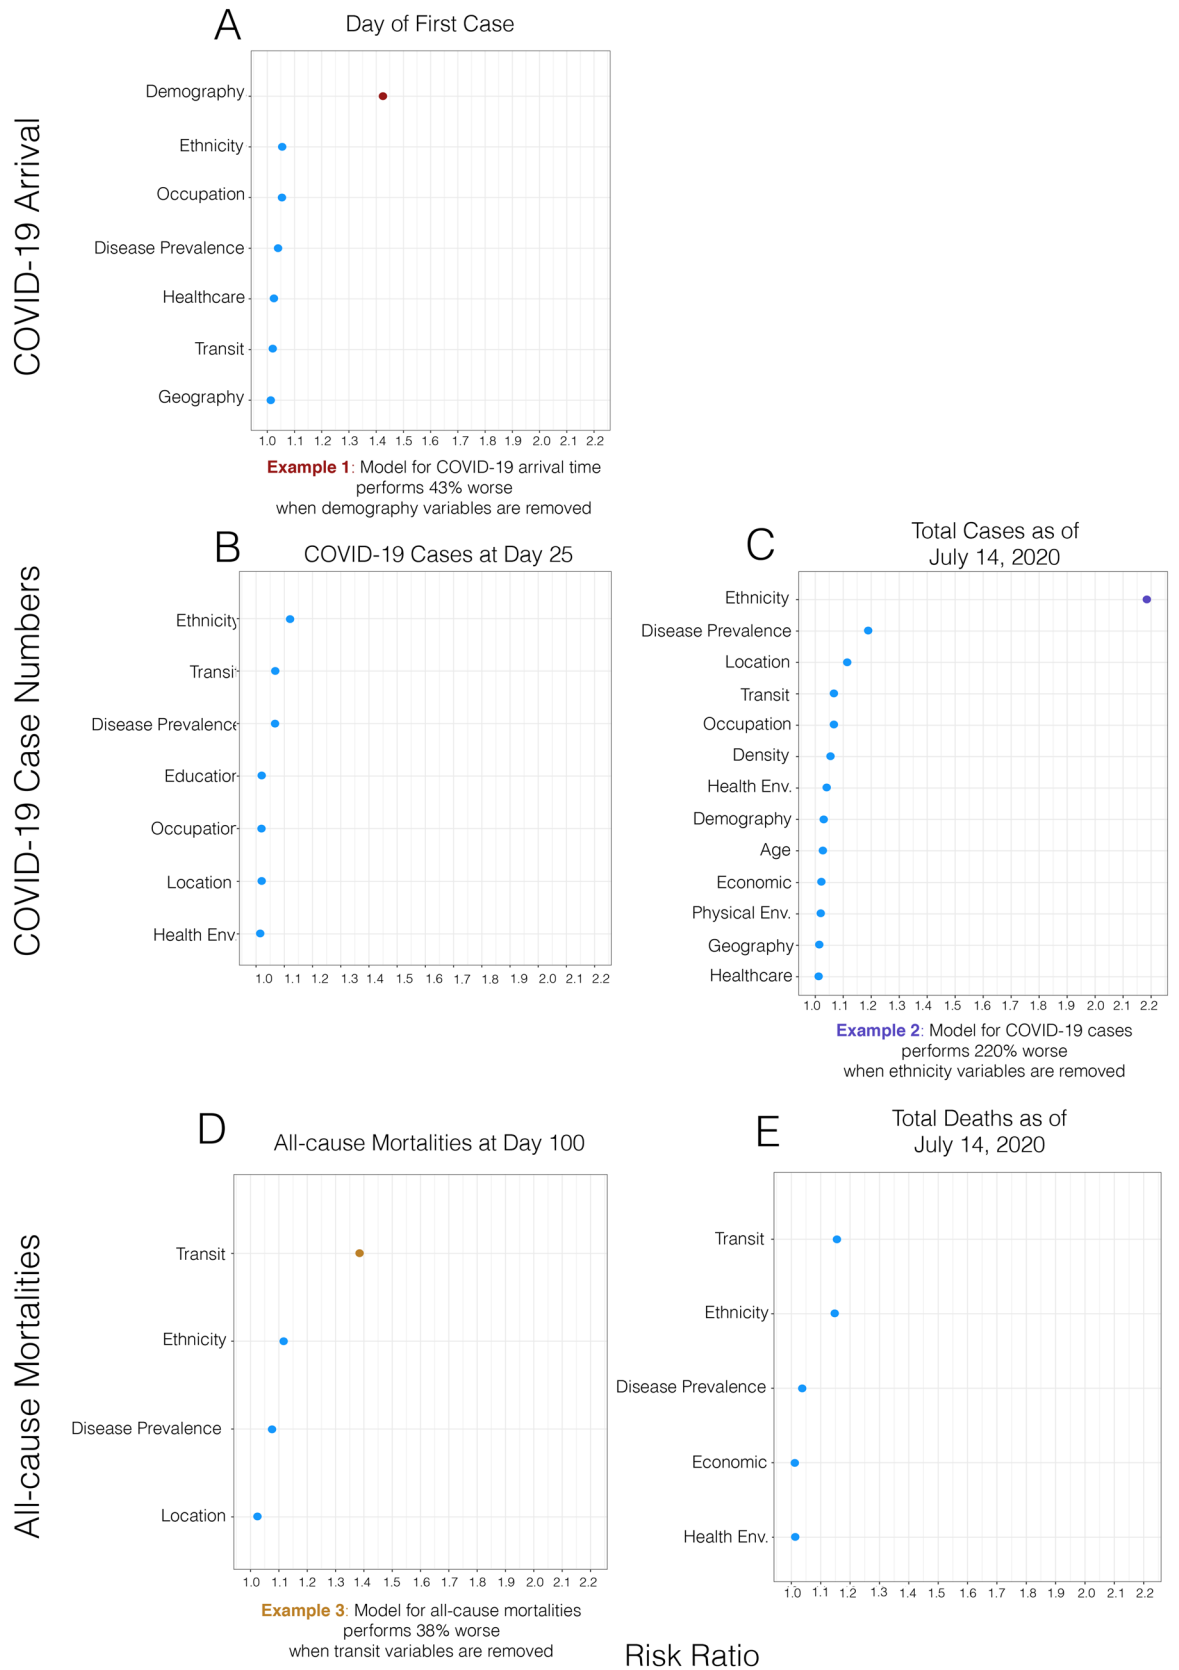 A
Day of First Case
COVID-19 Arrival
Demography
Ethnicity
Occupation
Disease Prevalence
Healthcare
Transit
Geography
1.0 1.1 1.2 1.3 1.4 1.5 1.6 1.7 1.8 1.9 2.0 2.1 2.2
Example 1: Model for COVID-19 arrival time
performs 43% worse
when demography variables are removed
COVID-19 Case Numbers
B
COVID-19 Cases at Day 25
Ethnicity
Transit
Disease Prevalence
Education
Occupation
Location
Health Env.
1.0 1.1 1.2 1.3 1.4 1.5 1.6 1.7 1.8 1.9 2.0 2.1 2.2
C
Total Cases as of
July 14, 2020
Ethnicity
Disease Prevalence
Location
Transit
Occupation
Density
Health Env.
Demography
Age
Economic
Physical Env.
Geography
Healthcare
1.0 1.1 1.2 1.3 1.4 1.5 1.6 1.7 1.8 1.9 2.0 2.1 2.2
Example 2: Model for COVID-19 cases
performs 220% worse
when ethnicity variables are removed
All-cause Mortalities
D
All-cause Mortalities at Day 100
Transit
Ethnicity
Disease Prevalence
Location
1.0 1.1 1.2 1.3 1.4 1.5 1.6 1.7 1.8 1.9 2.0 2.1 2.2
Example 3: Model for all-cause mortalities
performs 38% worse
when transit variables are removed
E
Total Deaths as of
July 14, 2020
Transit
Ethnicity
Disease Prevalence
Economic
Health Env.
1.0 1.1 1.2 1.3 1.4 1.5 1.6 1.7 1.8 1.9 2.0 2.1 2.2
Risk Ratio